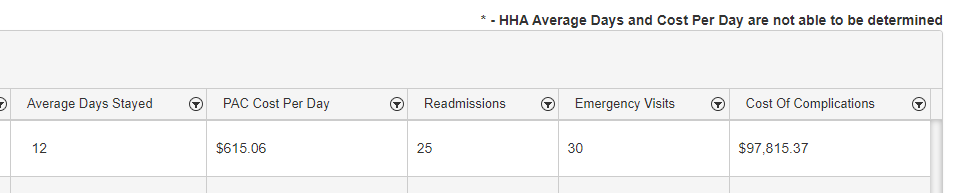 * - HHA Average Days and Cost Per Day are not able to be determined
Average Days Stayed PAC Cost Per Day Readmissions Emergency Visits Cost Of Complications
12 $615.06 25 30 $97,815.37